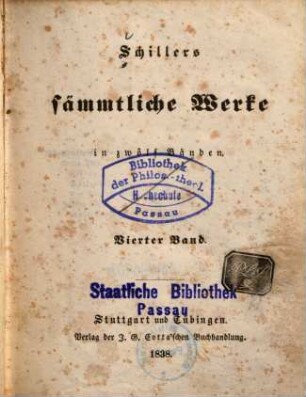 Schillers
sämmtliche Werke
in zwölf Bänden.
Bibliothek
der Philos.-theol.
Hochschule
Passau
Vierter Band.
Staatliche Bibliothek
Passau
Stuttgart und Tübingen.
Verlag der J. G. Cotta'schen Buchhandlung.
1838.